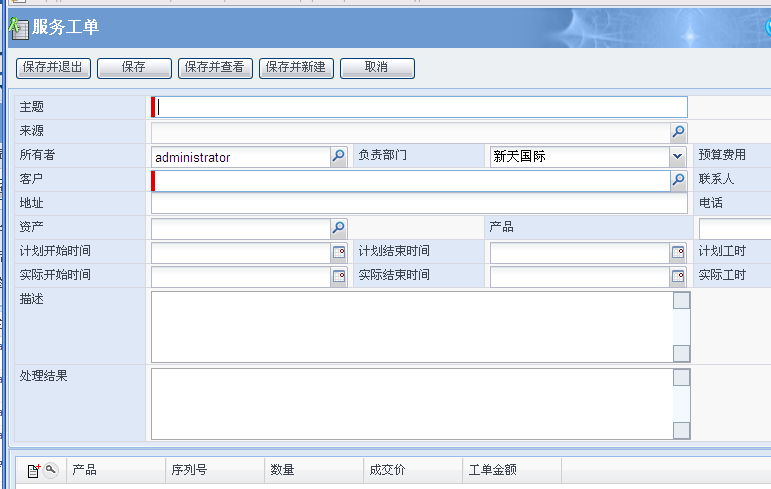 服务工单
保存并退出 保存 保存并查看 保存并新建 取消
主题
来源
所有者 administrator 负责部门 新天国际 预算费用
客户 联系人
地址 电话
资产 产品
计划开始时间 计划结束时间 计划工时
实际开始时间 实际结束时间 实际工时
描述
处理结果
产品 序列号 数量 成交价 工单金额